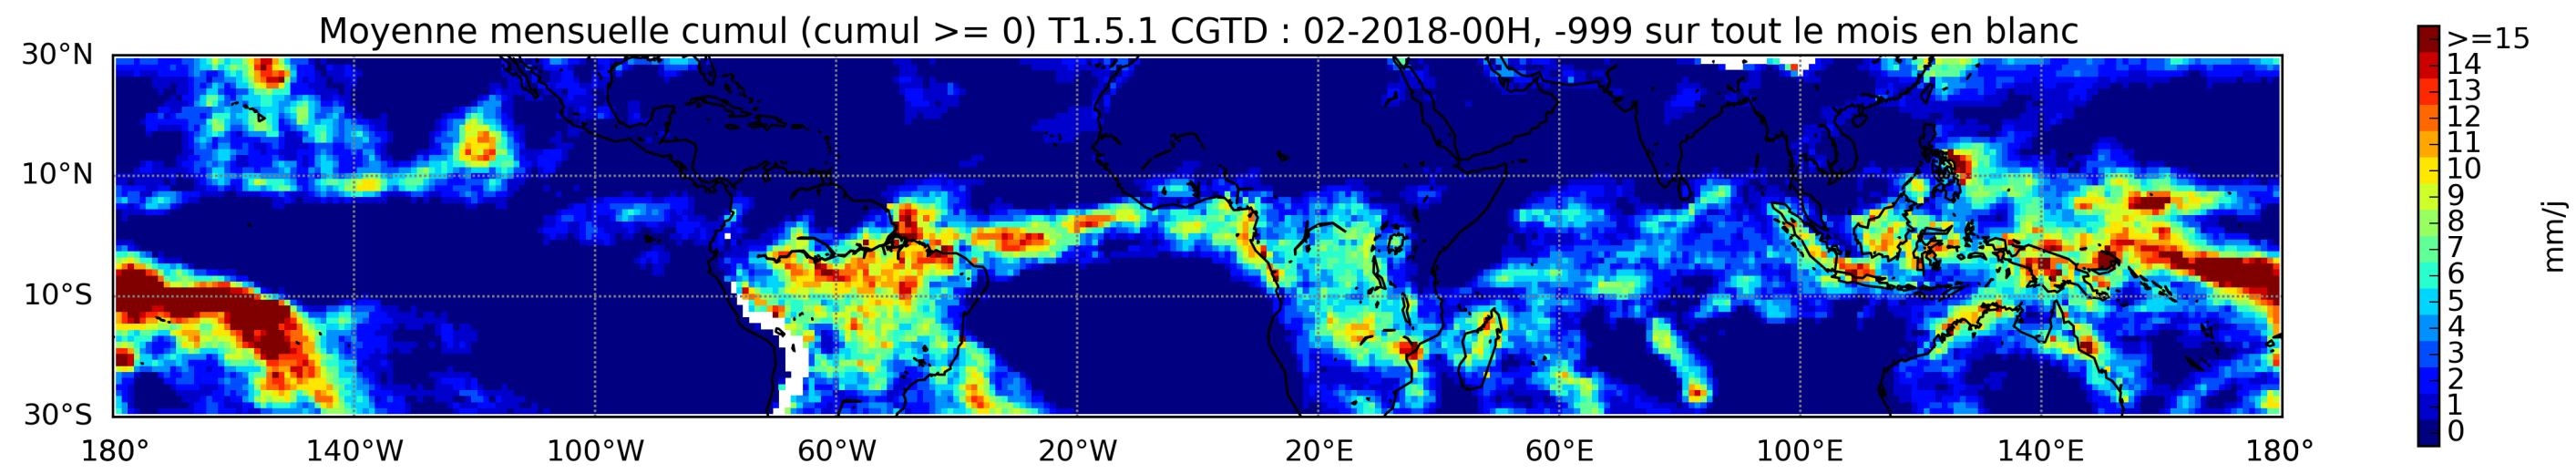 Moyenne mensuelle cumul (cumul >= 0) T1.5.1 CGTD : 02-2018-00H, -999 sur tout le mois en blanc
30°N
10°N
10°S
30°S
180° 140°W 100°W 60°W 20°W 20°E 60°E 100°E 140°E 180°
>=15
14
13
12
11
10
9
8
7
6
5
4
3
2
1
0
mm/j